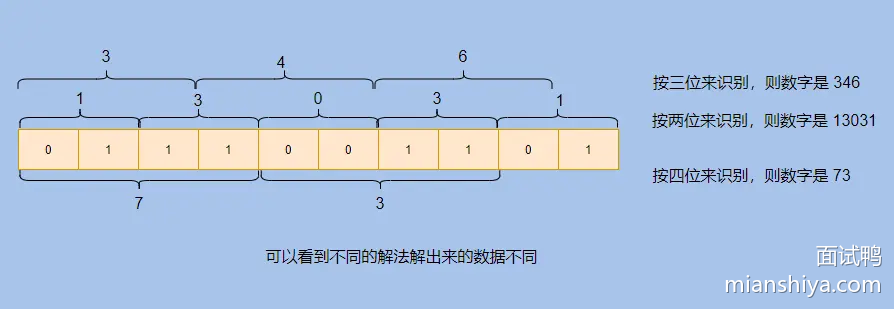 3 4 6
按三位来识别，则数字是 346
1 3 0 3 1
按两位来识别，则数字是 13031
0 1 1 1 0 0 1 1 0 1
按四位来识别，则数字是 73
7 3
可以看到不同的解法解出来的数据不同
面试鸭
mianshiya.com